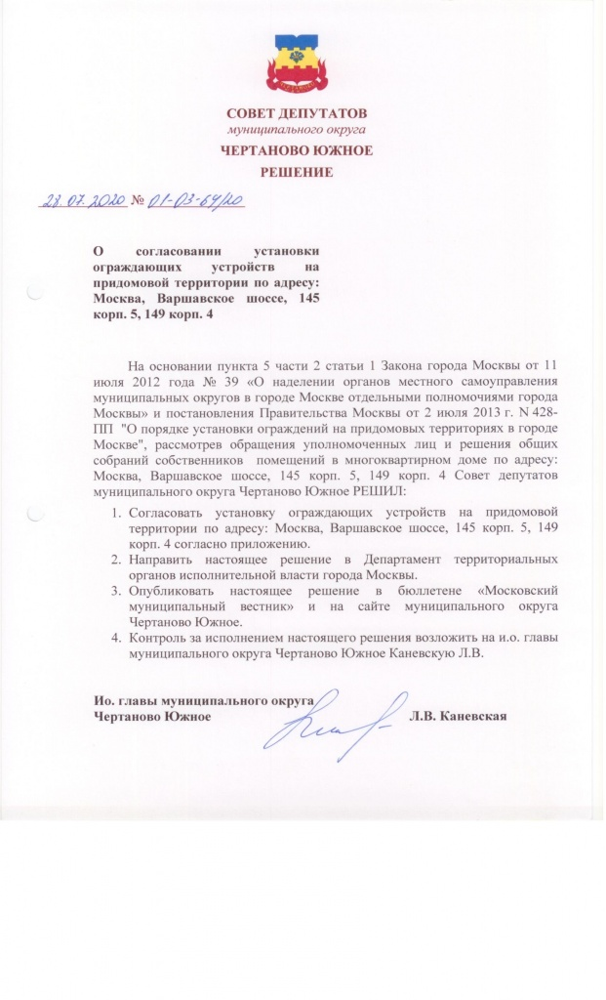 СОВЕТ ДЕПУТАТОВ
муниципального округа
ЧЕРТАНОВО ЮЖНОЕ
РЕШЕНИЕ
28.07.2020 № 01-03-64/20
О согласовании установки
ограждающих устройств на
придомовой территории по адресу:
Москва, Варшавское шоссе, 145
корп. 5, 149 корп. 4
На основании пункта 5 части 2 статьи 1 Закона города Москвы от 11
июля 2012 года № 39 «О наделении органов местного самоуправления
муниципальных округов в городе Москве отдельными полномочиями города
Москвы» и постановления Правительства Москвы от 2 июля 2013 г. N 428-
ПП "О порядке установки ограждений на придомовых территориях в городе
Москве", рассмотрев обращения уполномоченных лиц и решения общих
собраний собственников помещений в многоквартирном доме по адресу:
Москва, Варшавское шоссе, 145 корп. 5, 149 корп. 4 Совет депутатов
муниципального округа Чертаново Южное РЕШИЛ:
1. Согласовать установку ограждающих устройств на придомовой
территории по адресу: Москва, Варшавское шоссе, 145 корп. 5, 149
корп. 4 согласно приложению.
2. Направить настоящее решение в Департамент территориальных
органов исполнительной власти города Москвы.
3. Опубликовать настоящее решение в бюллетене «Московский
муниципальный вестник» и на сайте муниципального округа
Чертаново Южное.
4. Контроль за исполнением настоящего решения возложить на и.о. главы
муниципального округа Чертаново Южное Каневскую Л.В.
Ио. главы муниципального округа
Чертаново Южное Л.В. Каневская